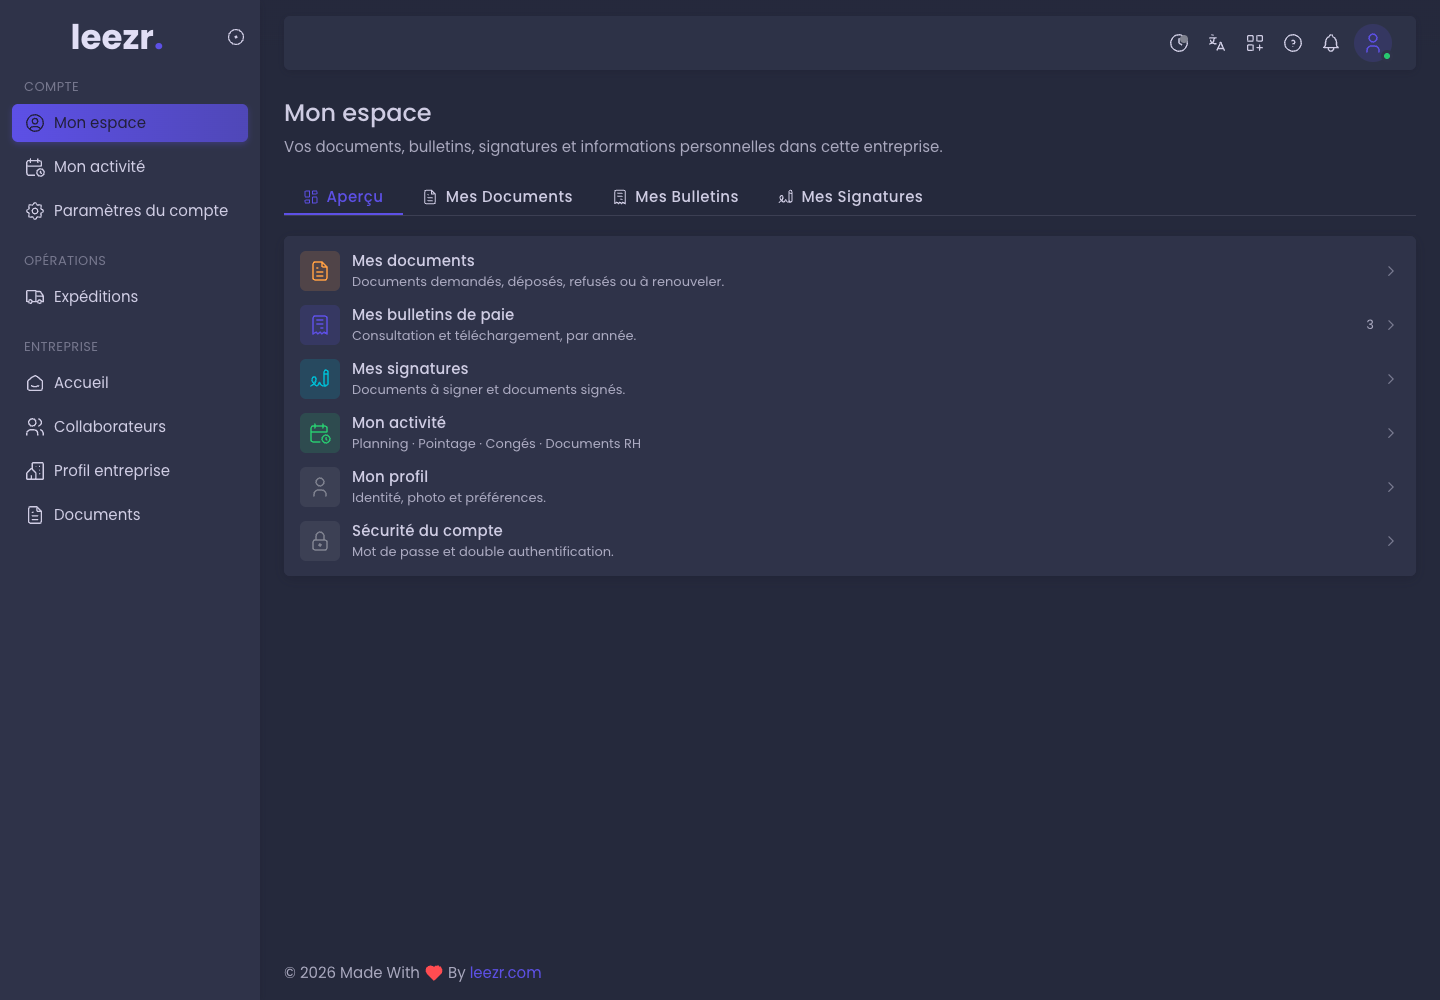 leezr.
COMPTE
Mon espace
Mon activité
Paramètres du compte
OPÉRATIONS
Expéditions
ENTREPRISE
Accueil
Collaborateurs
Profil entreprise
Documents
Mon espace
Vos documents, bulletins, signatures et informations personnelles dans cette entreprise.
Aperçu Mes Documents Mes Bulletins Mes Signatures
Mes documents
Documents demandés, déposés, refusés ou à renouveler.
Mes bulletins de paie
Consultation et téléchargement, par année.
3
Mes signatures
Documents à signer et documents signés.
Mon activité
Planning · Pointage · Congés · Documents RH
Mon profil
Identité, photo et préférences.
Sécurité du compte
Mot de passe et double authentification.
© 2026 Made With ❤ By leezr.com